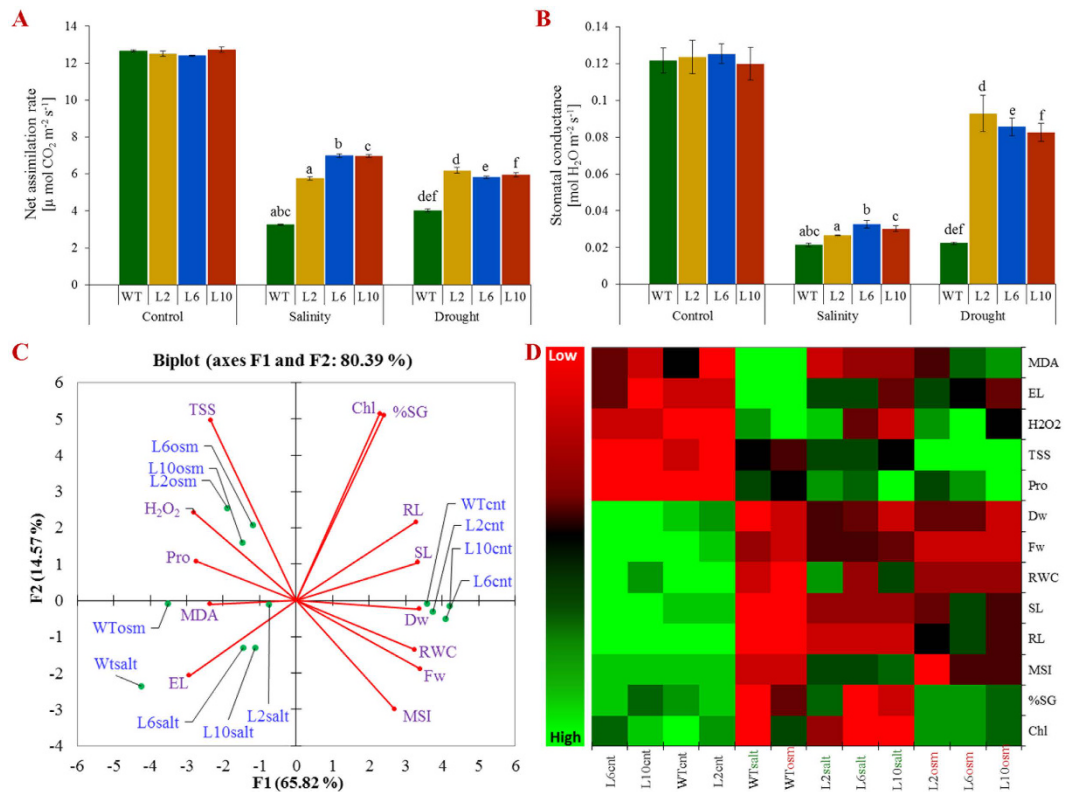 A
Net assimilation rate
[µ mol CO2 m-2 s-1]
14
12
10
8
6
4
2
0
abc
a
b
c
def
d
e
f
WT L2 L6 L10 WT L2 L6 L10 WT L2 L6 L10
Control Salinity Drought
B
Stomatal conductance
[mol H2O m-2 s-1]
0.14
0.12
0.1
0.08
0.06
0.04
0.02
0
abc
a
b
c
def
d
e
f
WT L2 L6 L10 WT L2 L6 L10 WT L2 L6 L10
Control Salinity Drought
C
Biplot (axes F1 and F2: 80.39 %)
F2 (14.57 %)
6
5
4
3
2
1
0
-1
-2
-3
-4
TSS
Chl
%SG
L6osm
L10osm
L2osm
H2O2
RL
WTcnt
L2cnt
SL
L10cnt
Pro
L6cnt
MDA
Dw
WTosm
RWC
Wtsalt
EL
Fw
L6salt
L2salt
MSI
L10salt
-6 -5 -4 -3 -2 -1 0 1 2 3 4 5 6
F1 (65.82 %)
D
Low
High
MDA
EL
H2O2
TSS
Pro
Dw
Fw
RWC
SL
RL
MSI
%SG
Chl
L6cnt
L10cnt
WTcnt
L2cnt
WTsalt
WTosm
L2salt
L6salt
L10salt
L2osm
L6osm
L10osm